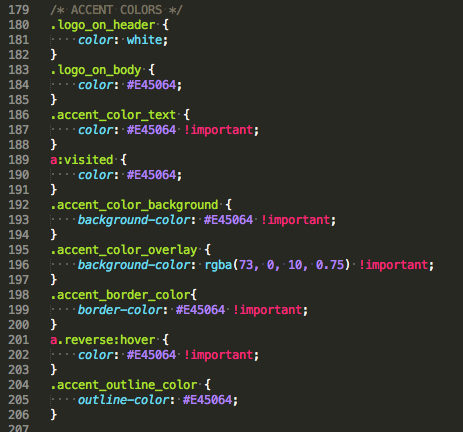 179 /* ACCENT COLORS */
180 .logo_on_header {
181     color: white;
182 }
183 .logo_on_body {
184     color: #E45064;
185 }
186 .accent_color_text {
187     color: #E45064 !important;
188 }
189 a:visited {
190     color: #E45064;
191 }
192 .accent_color_background {
193     background-color: #E45064 !important;
194 }
195 .accent_color_overlay {
196     background-color: rgba(73, 0, 10, 0.75) !important;
197 }
198 .accent_border_color{
199     border-color: #E45064 !important;
200 }
201 a.reverse:hover {
202     color: #E45064 !important;
203 }
204 .accent_outline_color {
205     outline-color: #E45064;
206 }
207